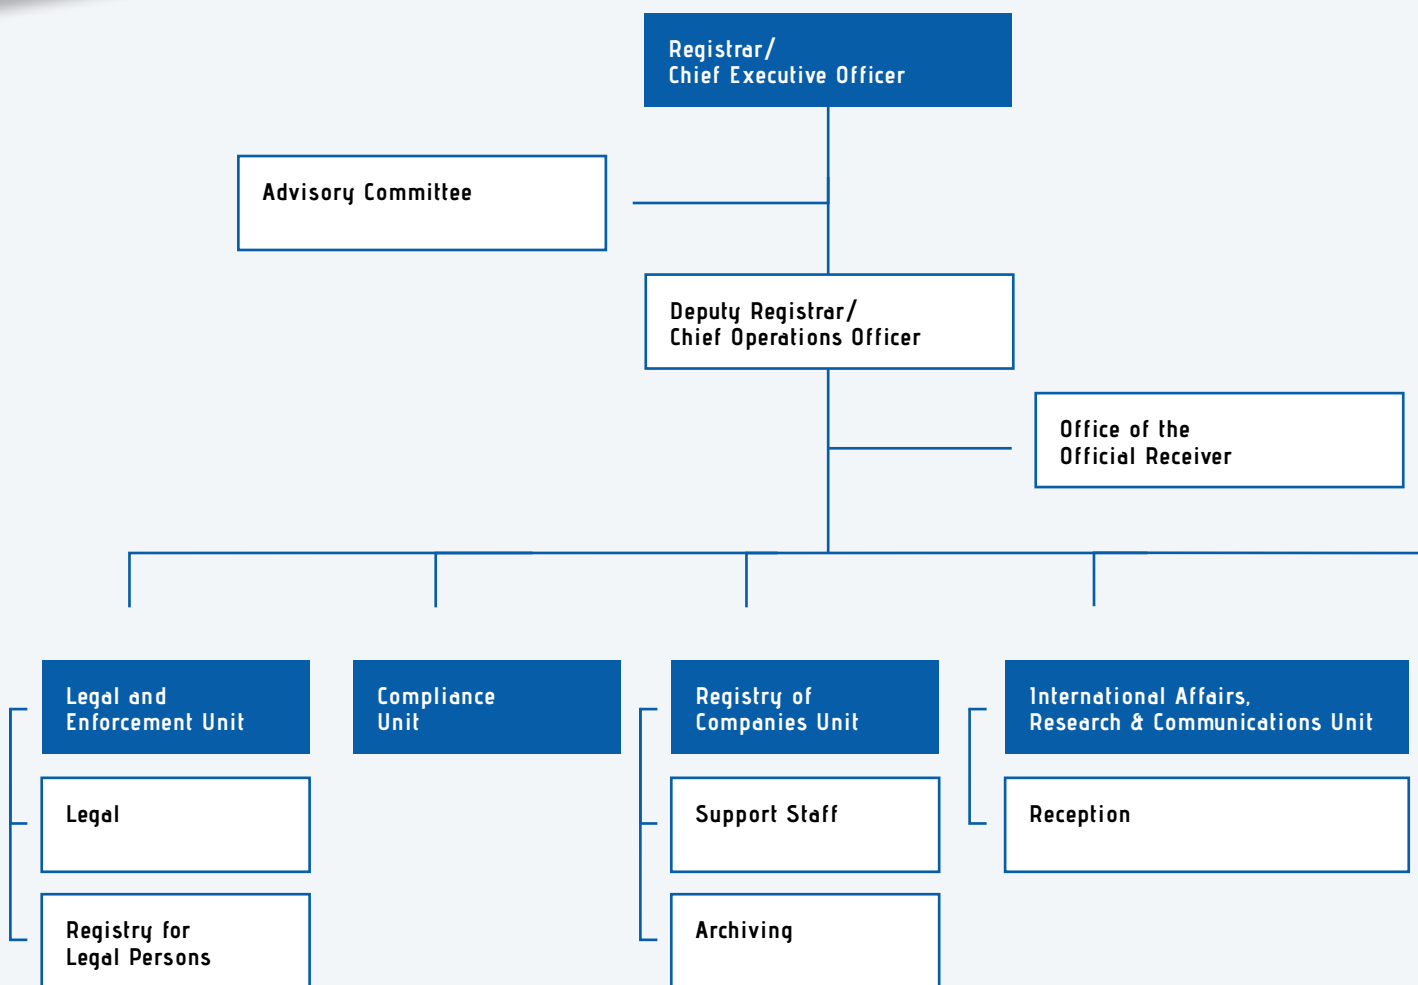 Registrar/
Chief Executive Officer
Advisory Committee
Deputy Registrar/
Chief Operations Officer
Office of the
Official Receiver
Legal and
Enforcement Unit
Legal
Registry for
Legal Persons
Compliance
Unit
Registry of
Companies Unit
Support Staff
Archiving
International Affairs,
Research & Communications Unit
Reception